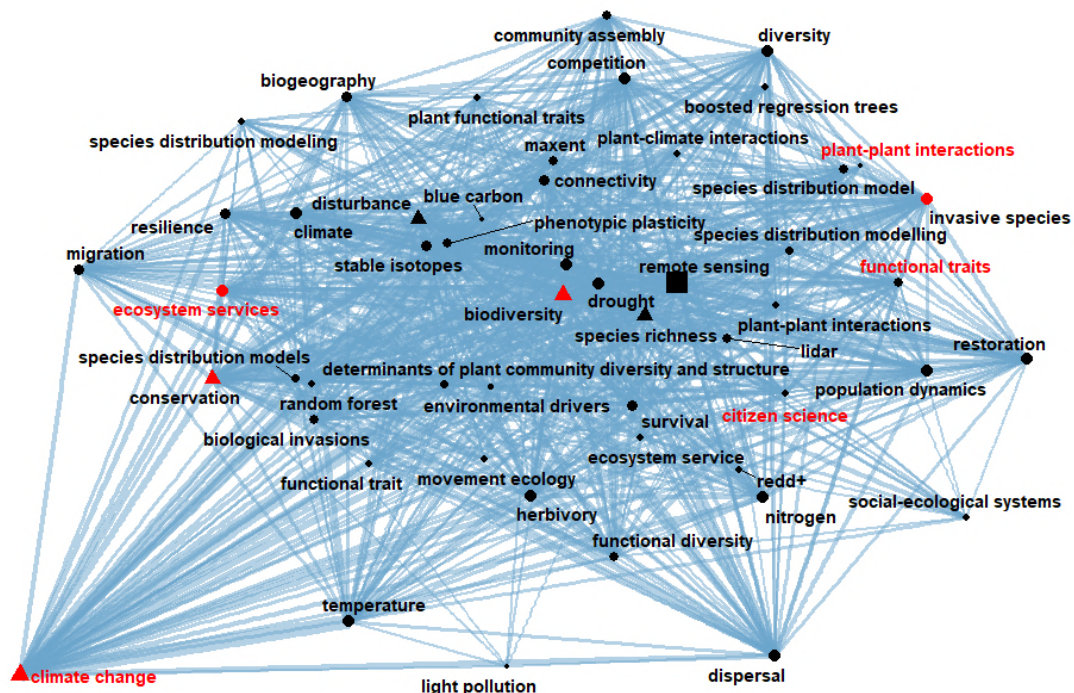 community assembly
diversity
competition
biogeography
boosted regression trees
plant functional traits
species distribution modeling
plant-climate interactions
maxent
plant-plant interactions
connectivity
species distribution model
blue carbon
disturbance
invasive species
phenotypic plasticity
resilience
climate
species distribution modelling
monitoring
migration
stable isotopes
remote sensing
functional traits
drought
ecosystem services
biodiversity
plant-plant interactions
species richness
restoration
lidar
species distribution models
determinants of plant community diversity and structure
population dynamics
conservation
random forest
environmental drivers
citizen science
survival
biological invasions
ecosystem service
movement ecology
redd+
functional trait
social-ecological systems
herbivory
nitrogen
functional diversity
temperature
climate change
dispersal
light pollution